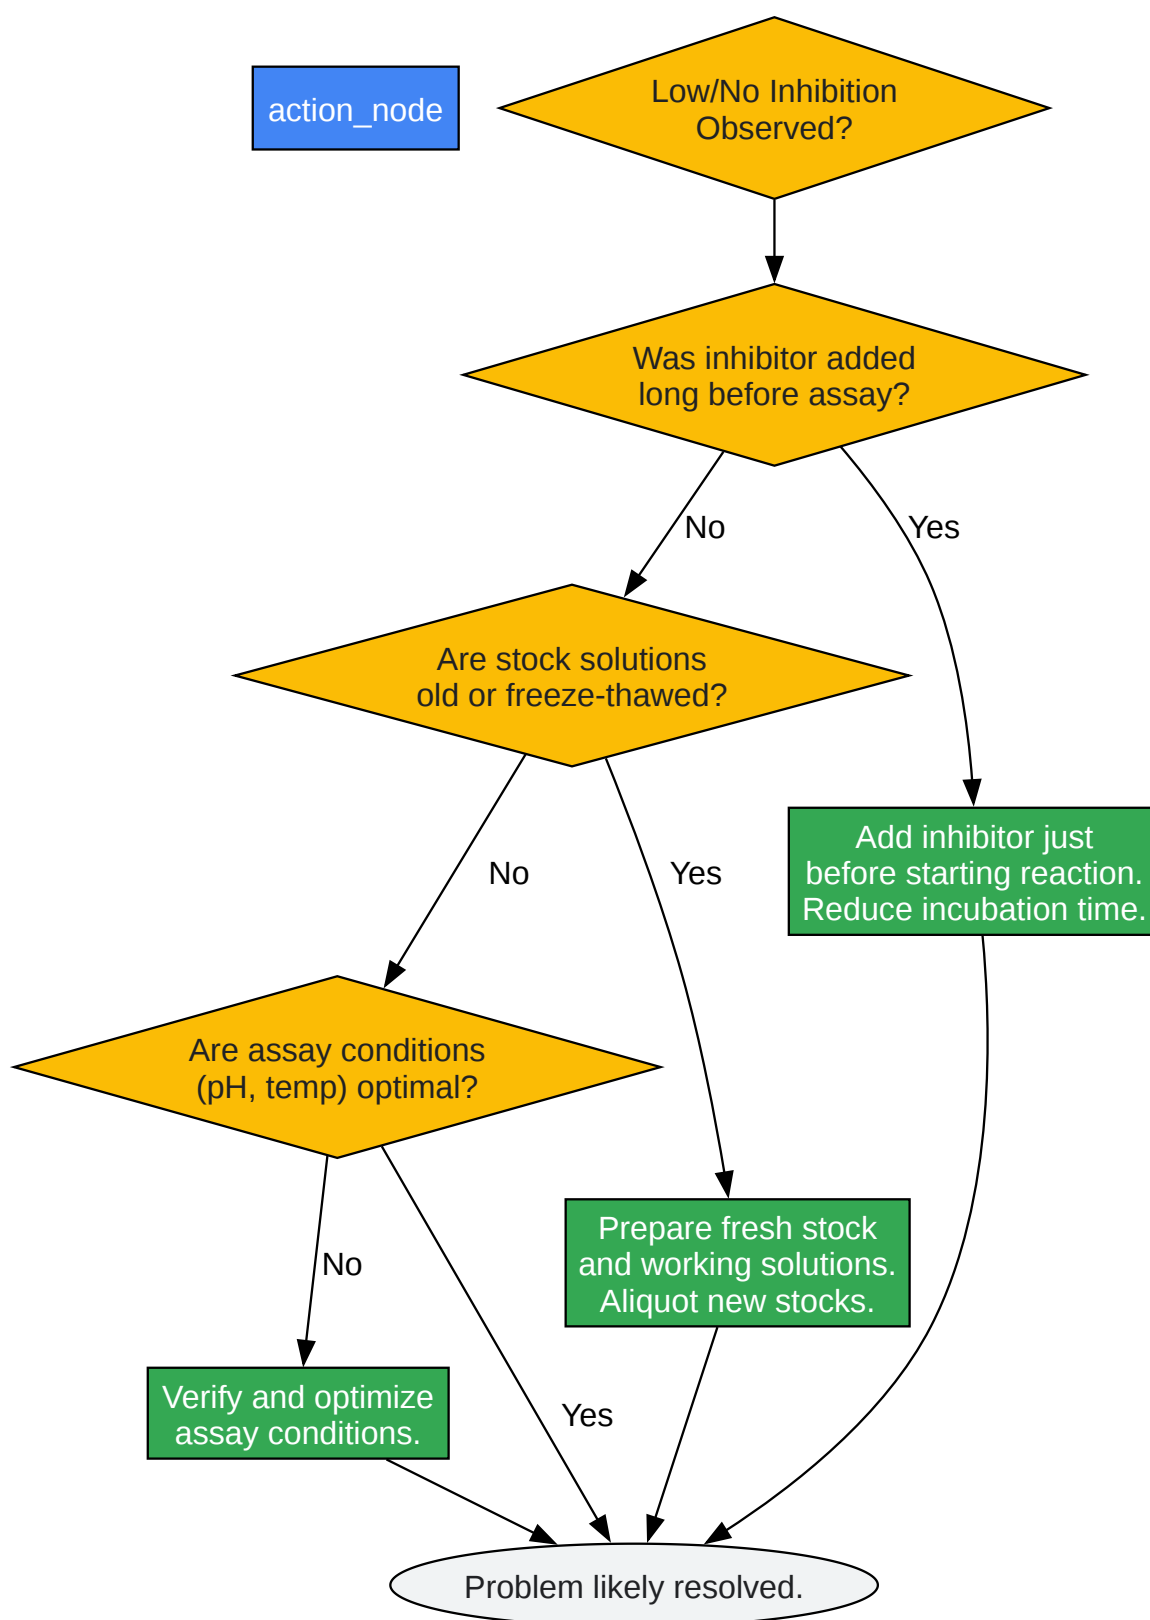 action_node
Low/No Inhibition
Observed?
Was inhibitor added
long before assay?
No
Yes
Are stock solutions
old or freeze-thawed?
No
Yes
Add inhibitor just
before starting reaction.
Reduce incubation time.
Are assay conditions
(pH, temp) optimal?
No
Yes
Prepare fresh stock
and working solutions.
Aliquot new stocks.
Verify and optimize
assay conditions.
Problem likely resolved.